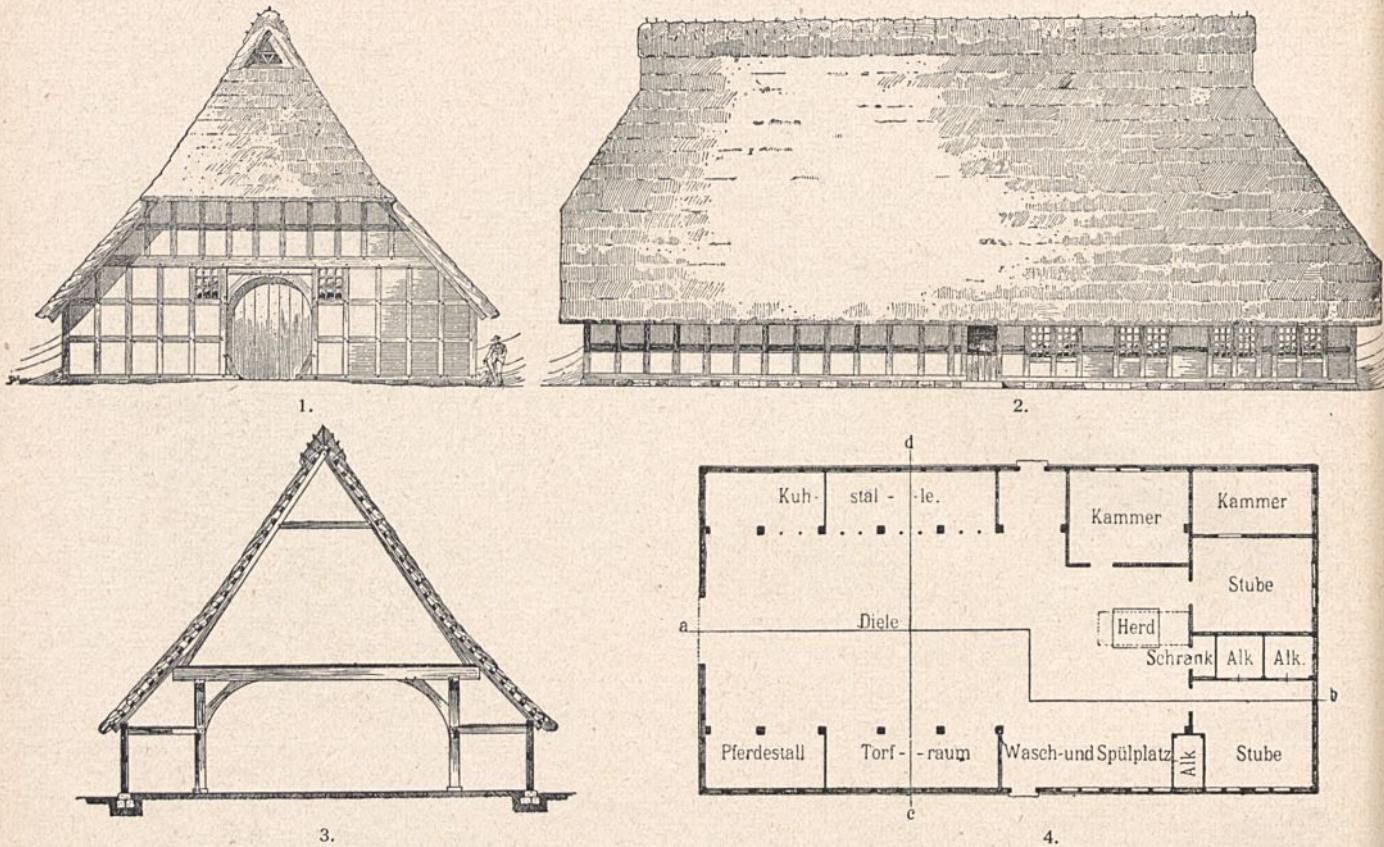 1.
2.
3.
d
Kuh- stal - le.
Kammer
Kammer
Stube
a
Diele
Herd
Schrank
Alk
Alk.
b
Pferdestall
Torf- - raum
Wasch-und Spülplatz
Alk
Stube
c
4.